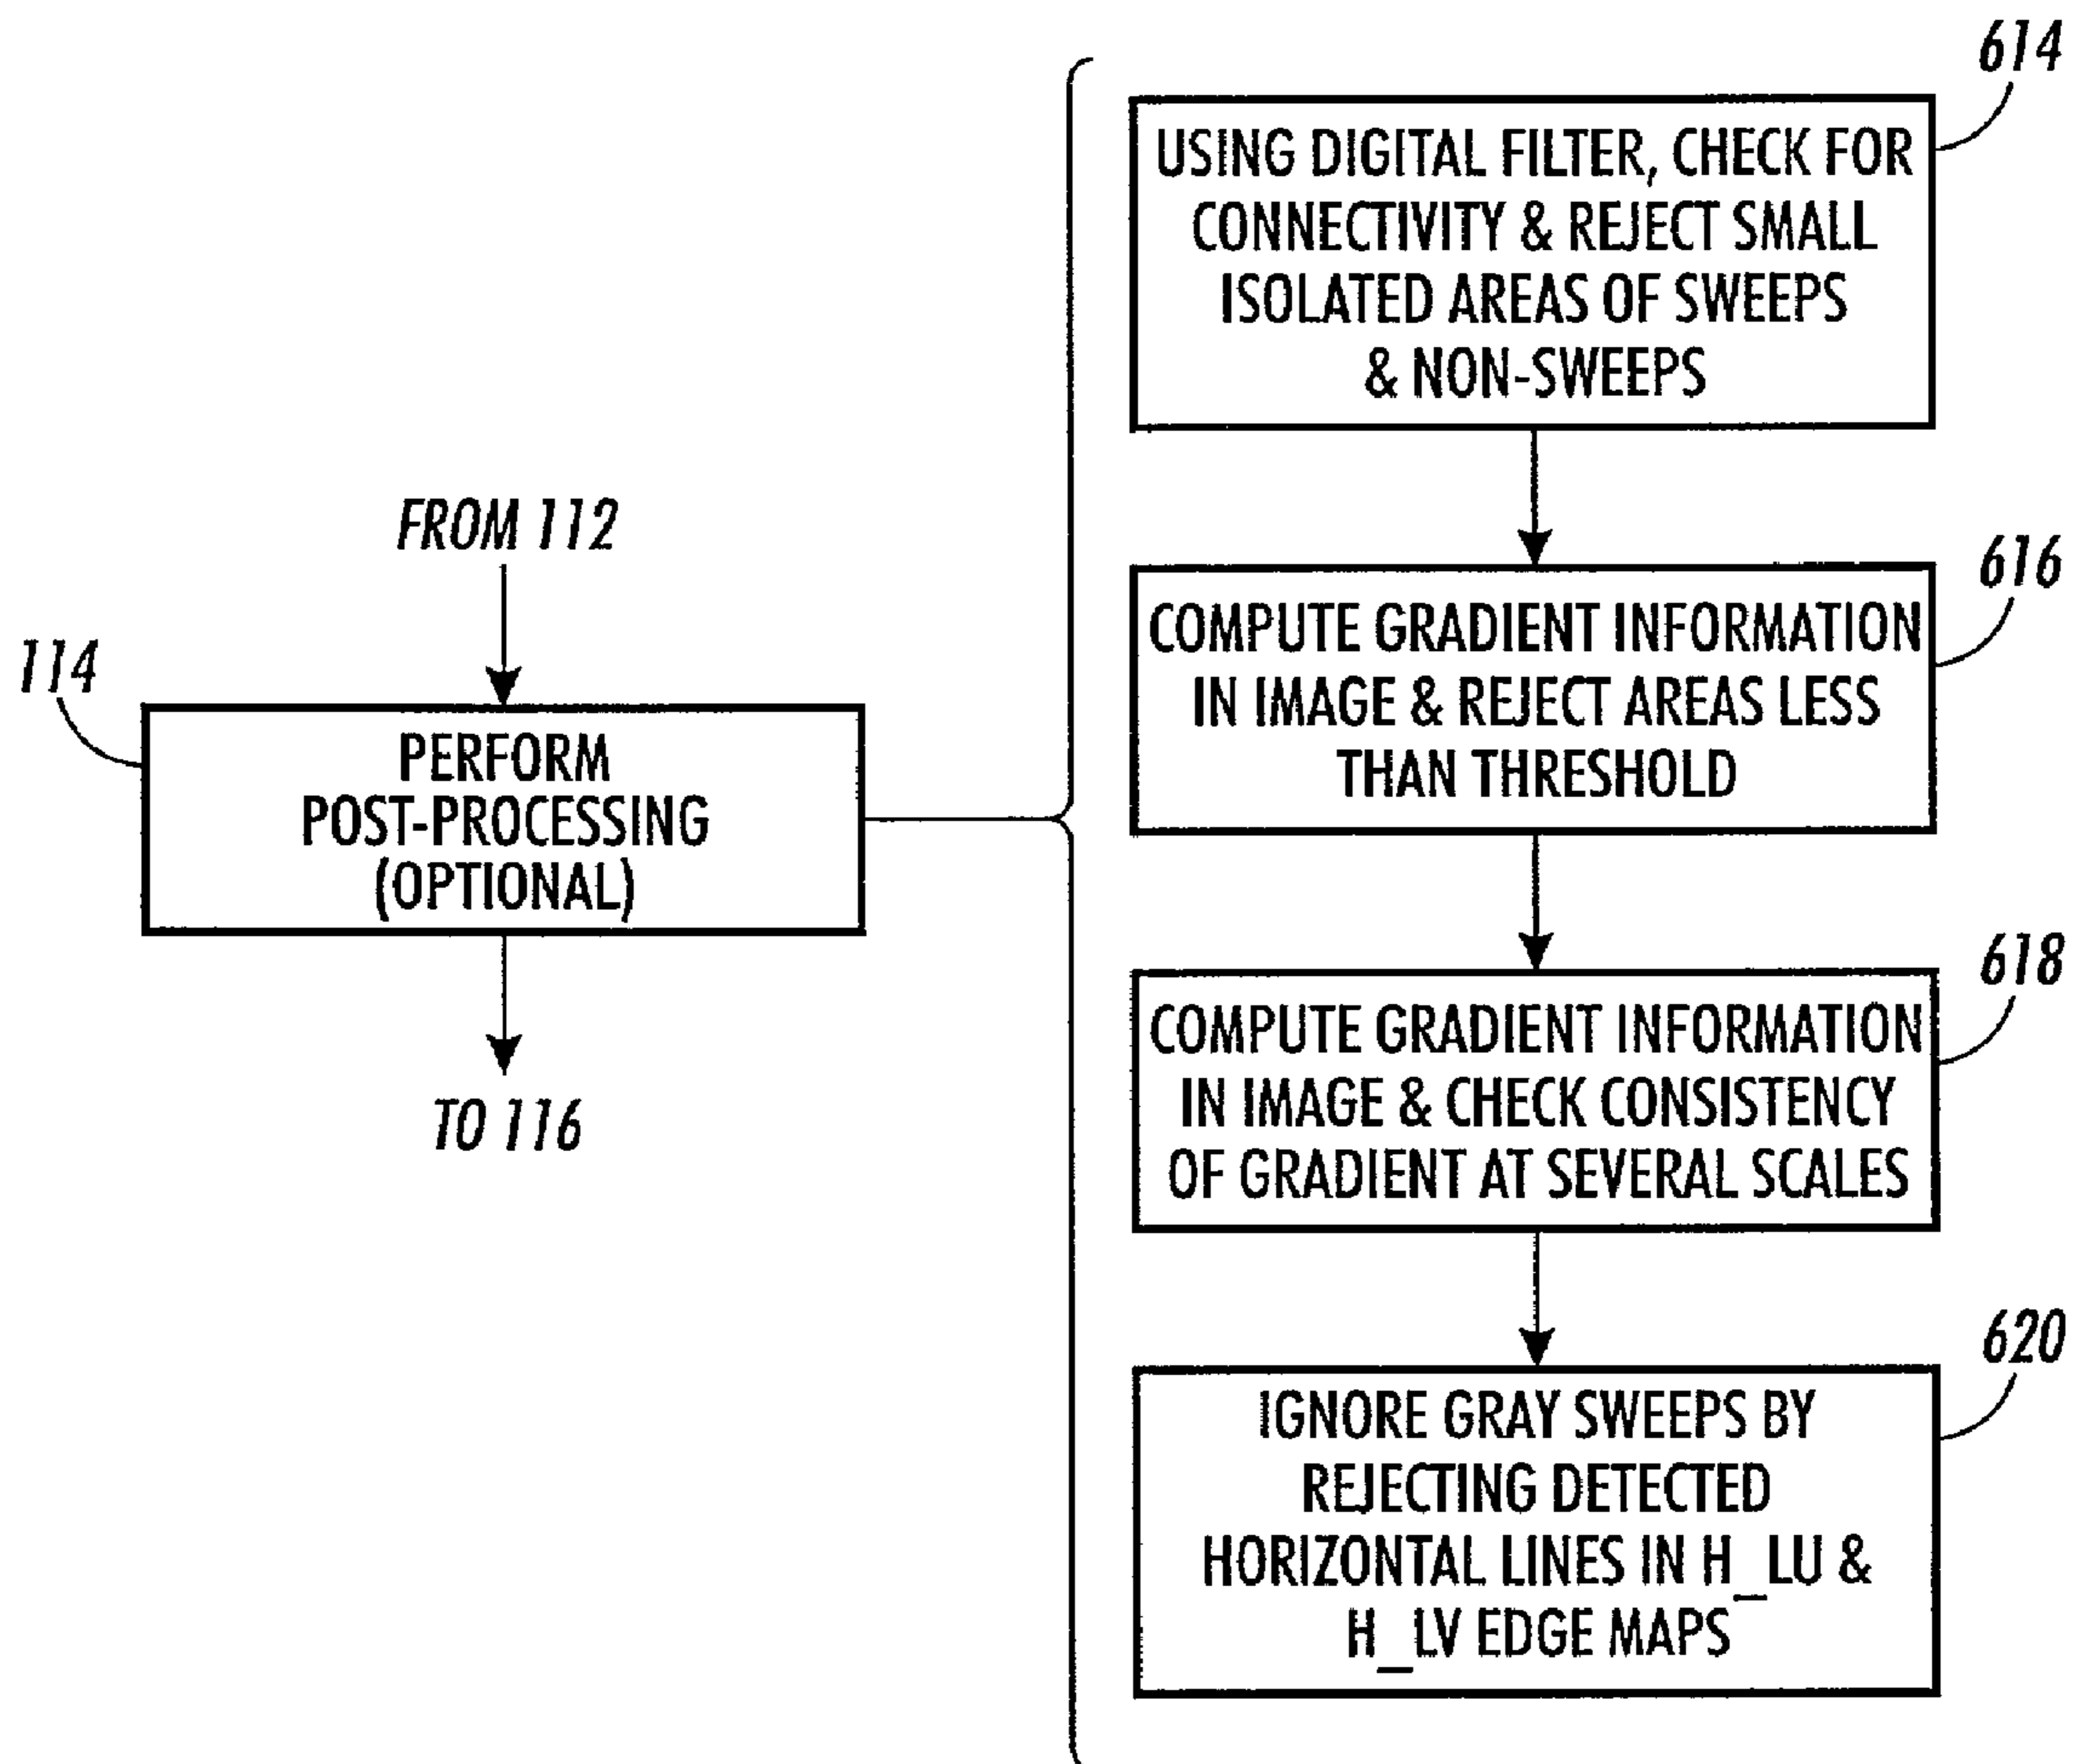 FROM 112
114
PERFORM
POST-PROCESSING
(OPTIONAL)
TO 116
614
USING DIGITAL FILTER, CHECK FOR
CONNECTIVITY & REJECT SMALL
ISOLATED AREAS OF SWEEPS
& NON-SWEEPS
616
COMPUTE GRADIENT INFORMATION
IN IMAGE & REJECT AREAS LESS
THAN THRESHOLD
618
COMPUTE GRADIENT INFORMATION
IN IMAGE & CHECK CONSISTENCY
OF GRADIENT AT SEVERAL SCALES
620
IGNORE GRAY SWEEPS BY
REJECTING DETECTED
HORIZONTAL LINES IN H_LU &
H_LV EDGE MAPS